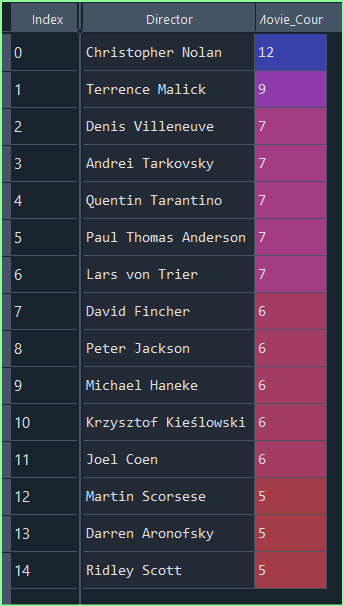 Index Director Movie_Cour
0 Christopher Nolan 12
1 Terrence Malick 9
2 Denis Villeneuve 7
3 Andrei Tarkovsky 7
4 Quentin Tarantino 7
5 Paul Thomas Anderson 7
6 Lars von Trier 7
7 David Fincher 6
8 Peter Jackson 6
9 Michael Haneke 6
10 Krzysztof Kieślowski 6
11 Joel Coen 6
12 Martin Scorsese 5
13 Darren Aronofsky 5
14 Ridley Scott 5